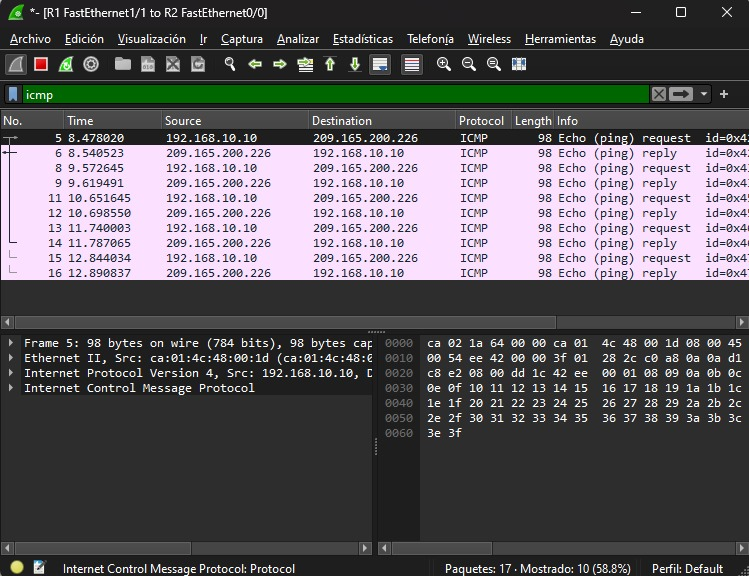 *- [R1 FastEthernet1/1 to R2 FastEthernet0/0]
Archivo Edición Visualización Ir Captura Analizar Estadísticas Telefonía Wireless Herramientas Ayuda
icmp
No. Time Source Destination Protocol Length Info
5 8.478020 192.168.10.10 209.165.200.226 ICMP 98 Echo (ping) request id=0x42
6 8.540523 209.165.200.226 192.168.10.10 ICMP 98 Echo (ping) reply id=0x42
8 9.572645 192.168.10.10 209.165.200.226 ICMP 98 Echo (ping) request id=0x43
9 9.619491 209.165.200.226 192.168.10.10 ICMP 98 Echo (ping) reply id=0x43
11 10.651645 192.168.10.10 209.165.200.226 ICMP 98 Echo (ping) request id=0x45
12 10.698550 209.165.200.226 192.168.10.10 ICMP 98 Echo (ping) reply id=0x45
13 11.740003 192.168.10.10 209.165.200.226 ICMP 98 Echo (ping) request id=0x46
14 11.787065 209.165.200.226 192.168.10.10 ICMP 98 Echo (ping) reply id=0x46
15 12.844034 192.168.10.10 209.165.200.226 ICMP 98 Echo (ping) request id=0x47
16 12.890837 209.165.200.226 192.168.10.10 ICMP 98 Echo (ping) reply id=0x47
Frame 5: 98 bytes on wire (784 bits), 98 bytes cap
Ethernet II, Src: ca:01:4c:48:00:1d (ca:01:4c:48:0
Internet Protocol Version 4, Src: 192.168.10.10, D
Internet Control Message Protocol
0000 ca 02 1a 64 00 00 ca 01 4c 48 00 1d 08 00 45
0010 00 54 ee 42 00 00 3f 01 28 2c c0 a8 0a 0a d1
0020 c8 e2 08 00 dd 1c 42 ee 00 01 08 09 0a 0b 0c
0030 0e 0f 10 11 12 13 14 15 16 17 18 19 1a 1b 1c
0040 1e 1f 20 21 22 23 24 25 26 27 28 29 2a 2b 2c
0050 2e 2f 30 31 32 33 34 35 36 37 38 39 3a 3b 3c
0060 3e 3f
Internet Control Message Protocol: Protocol Paquetes: 17 · Mostrado: 10 (58.8%) Perfil: Default